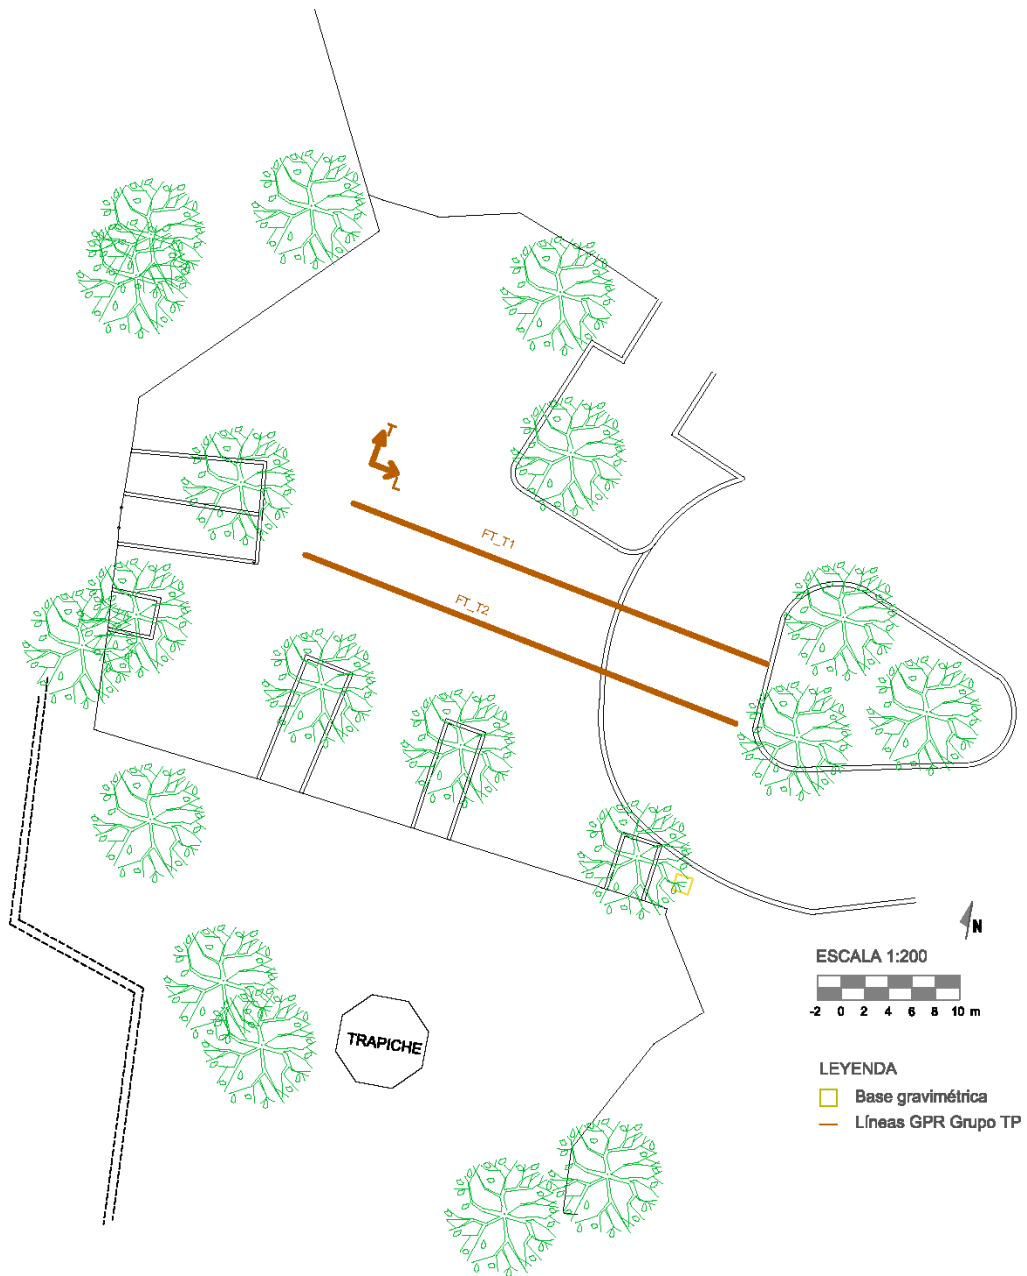 T
L
FT_T1
FT_T2
N
ESCALA 1:200
-2 0 2 4 6 8 10 m
TRAPICHE
LEYENDA
Base gravimétrica
Líneas GPR Grupo TP